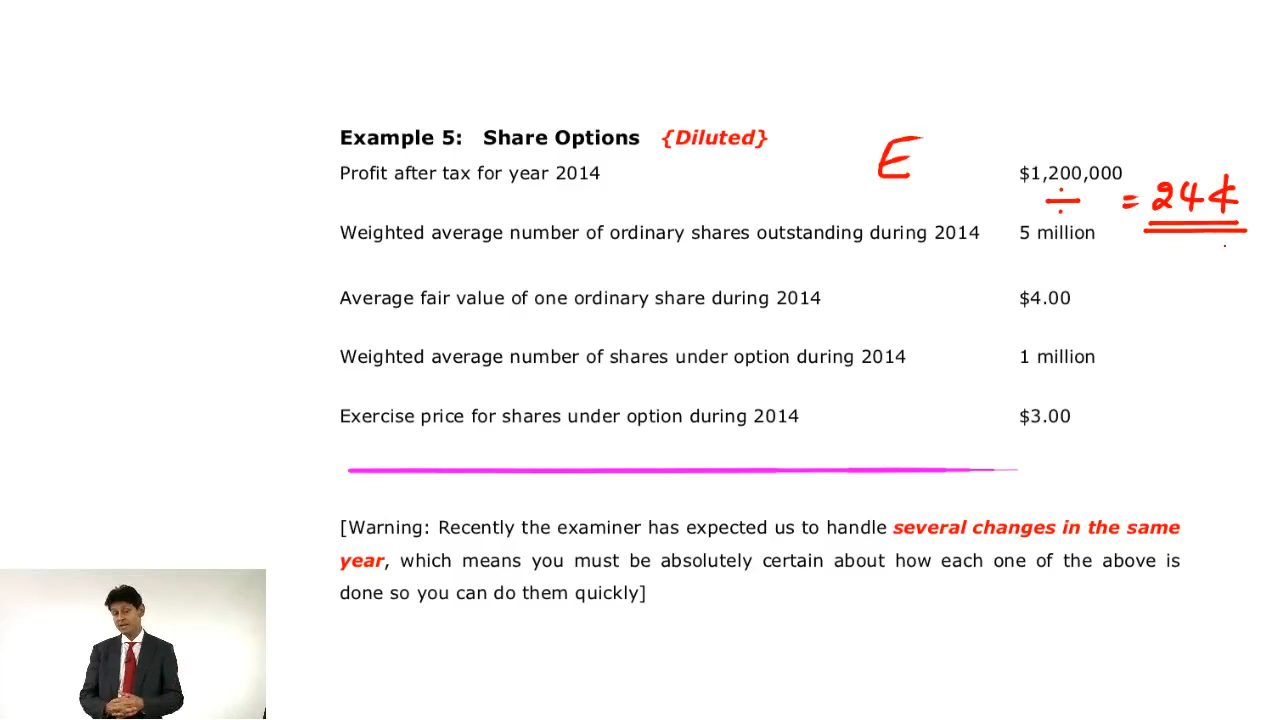 Example 5: Share Options {Diluted}
E
Profit after tax for year 2014 $1,200,000
÷ = 24¢
Weighted average number of ordinary shares outstanding during 2014 5 million
Average fair value of one ordinary share during 2014 $4.00
Weighted average number of shares under option during 2014 1 million
Exercise price for shares under option during 2014 $3.00
[Warning: Recently the examiner has expected us to handle several changes in the same
year, which means you must be absolutely certain about how each one of the above is
done so you can do them quickly]